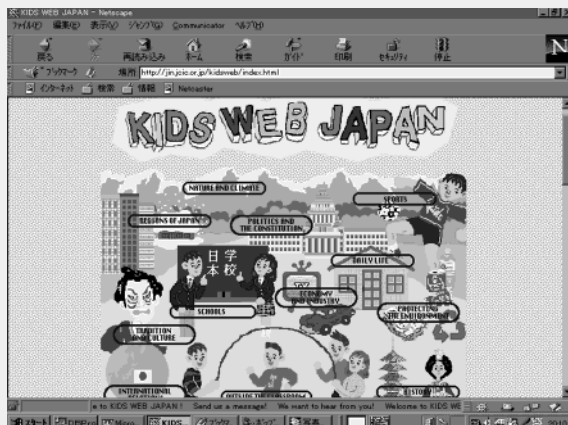 KIDS WEB JAPAN - Netscape
ファイル(F) 編集(E) 表示(V) ジャンプ(G) Communicator ヘルプ(H)
戻る 再読み込み ホーム 検索 ガイド 印刷 セキュリティ 停止
ブックマーク 場所 http://jin.jcic.or.jp/kidsweb/index.html
インターネット 検索 情報 Netcaster
KIDS WEB JAPAN
NATURE AND CLIMATE
SPORTS
REGIONS OF JAPAN
POLITICS AND
THE CONSTITUTION
日 学
本 校
DAILY LIFE
ECONOMY
AND INDUSTRY
SCHOOLS
PROTECTING
THE ENVIRONMENT
TRADITION
AND CULTURE
INTERNATIONAL
OUTSIDE THE CLASSROOM
HISTORY
e to KIDS WEB JAPAN ! Send us a message! We want to hear from you! Welcome to KIDS WE
スタート KIDS 写真